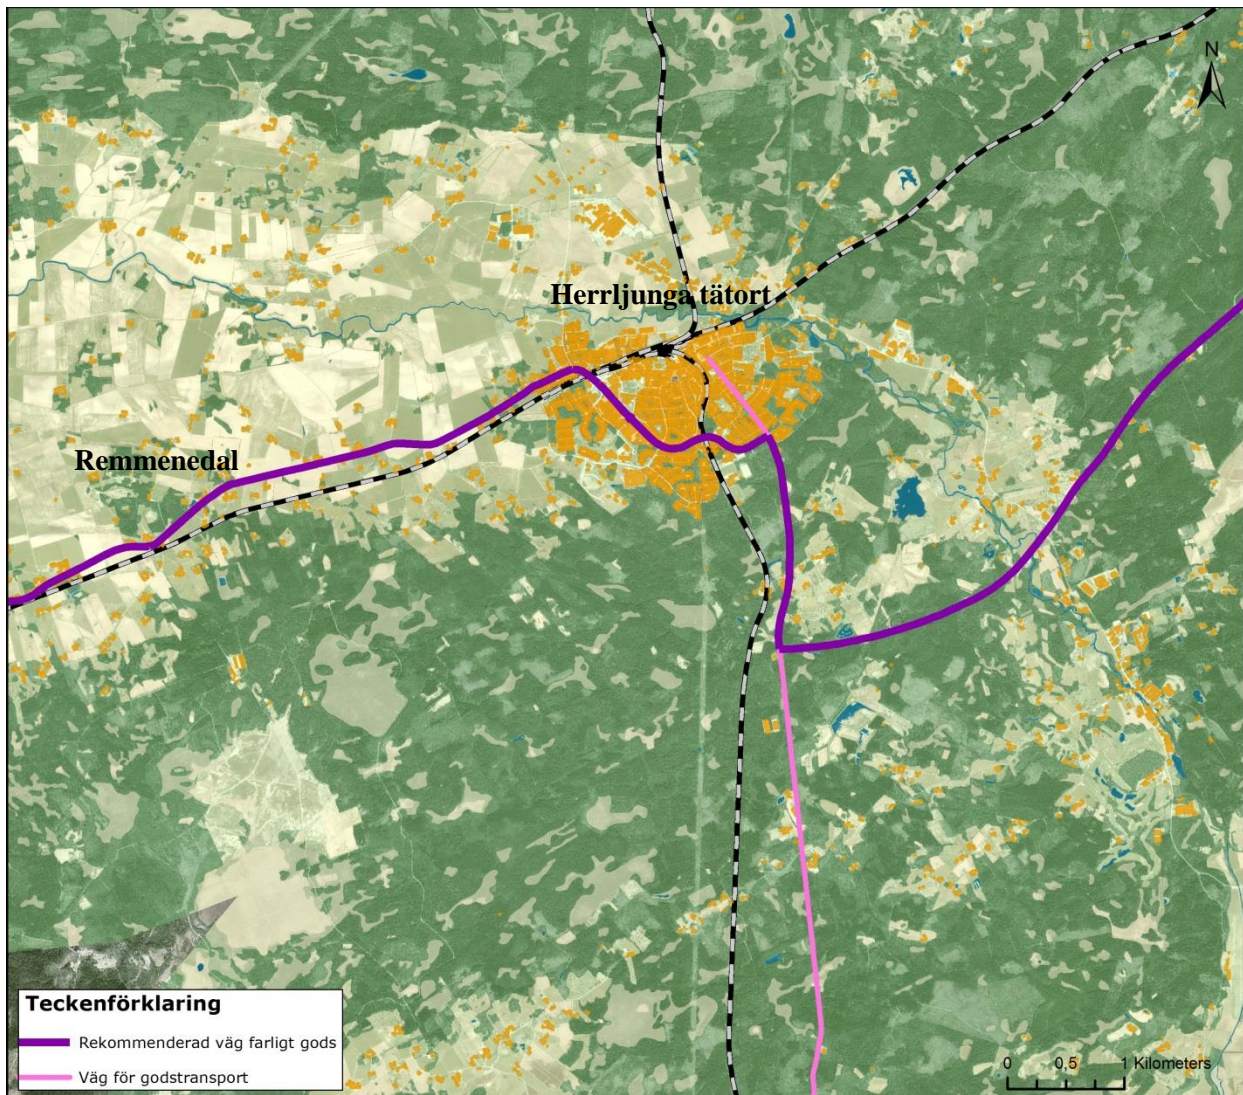 N
Herrljunga tätort
Remmenedal
Teckenförklaring
Rekommenderad väg farligt gods
Väg för godstransport
0 0,5 1 Kilometers